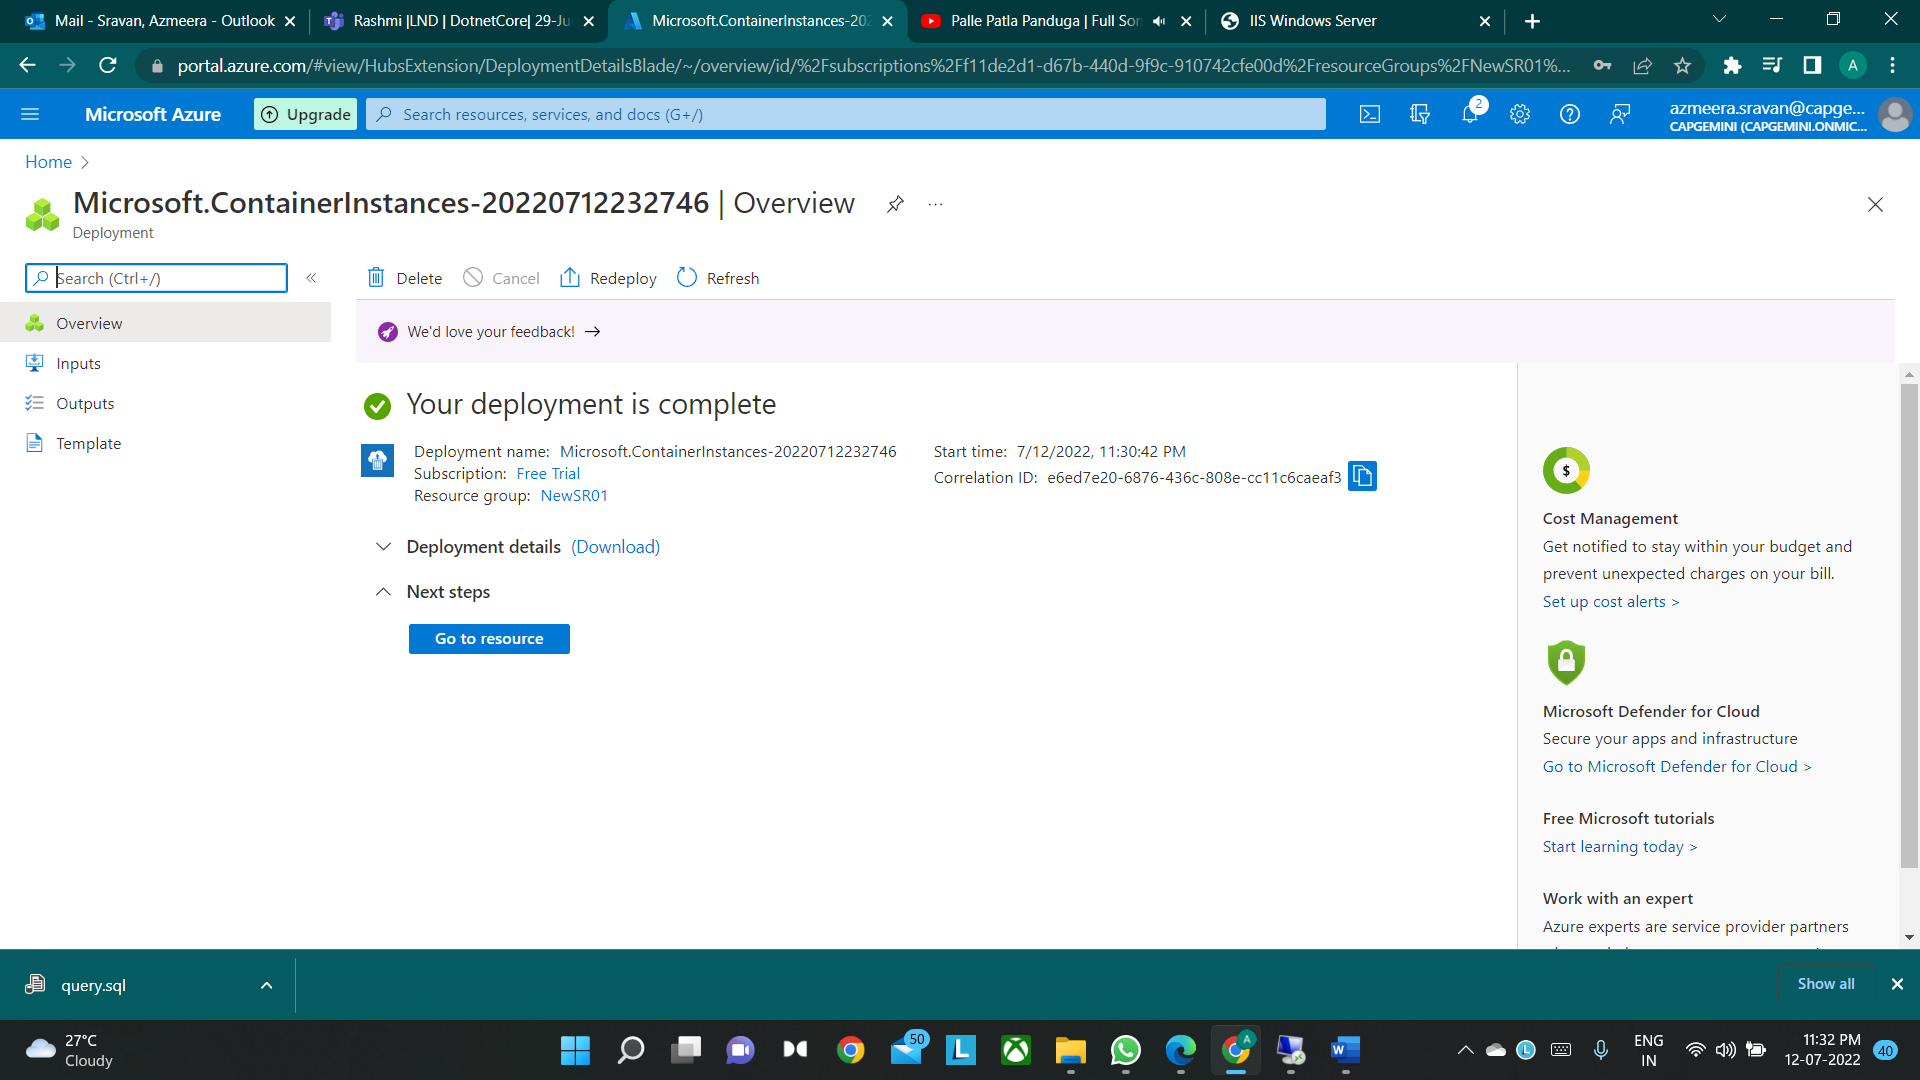 Mail - Sravan, Azmeera - Outlook
Rashmi |LND | DotnetCore| 29-Ju
Microsoft.ContainerInstances-202
Palle Patla Panduga | Full Son
IIS Windows Server
portal.azure.com/#view/HubsExtension/DeploymentDetailsBlade/~/overview/id/%2Fsubscriptions%2Ff11de2d1-d67b-440d-9f9c-910742cfe00d%2FresourceGroups%2FNewSR01%...
A
Microsoft Azure
Upgrade
Search resources, services, and docs (G+/)
2
azmeera.sravan@capge...
CAPGEMINI (CAPGEMINI.ONMIC...
Home
Microsoft.ContainerInstances-20220712232746 | Overview
...
Deployment
Search (Ctrl+/)
«
Delete
Cancel
Redeploy
Refresh
Overview
Inputs
Outputs
Template
We'd love your feedback! →
Your deployment is complete
Deployment name: Microsoft.ContainerInstances-20220712232746
Subscription: Free Trial
Resource group: NewSR01
Start time: 7/12/2022, 11:30:42 PM
Correlation ID: e6ed7e20-6876-436c-808e-cc11c6caeaf3
Deployment details (Download)
Next steps
Go to resource
$
Cost Management
Get notified to stay within your budget and
prevent unexpected charges on your bill.
Set up cost alerts >
Microsoft Defender for Cloud
Secure your apps and infrastructure
Go to Microsoft Defender for Cloud >
Free Microsoft tutorials
Start learning today >
Work with an expert
Azure experts are service provider partners
query.sql
Show all
27°C
Cloudy
50
L
A
W
L
ENG
IN
11:32 PM
12-07-2022
40